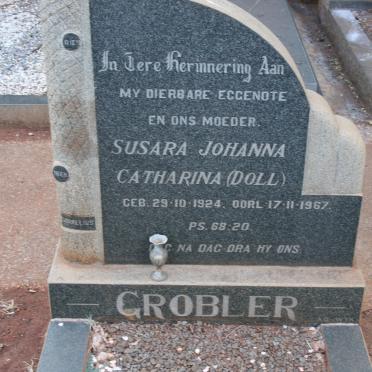 In Tere Herinnering Aan
MY DIERBARE EGGENOTE
EN ONS MOEDER.
SUSARA JOHANNA
CATHARINA (DOLL)
GEB. 29·10·1924. OORL. 17·11·1967.
PS. 68:20.
NA DAG DRA HY ONS
GROBLER